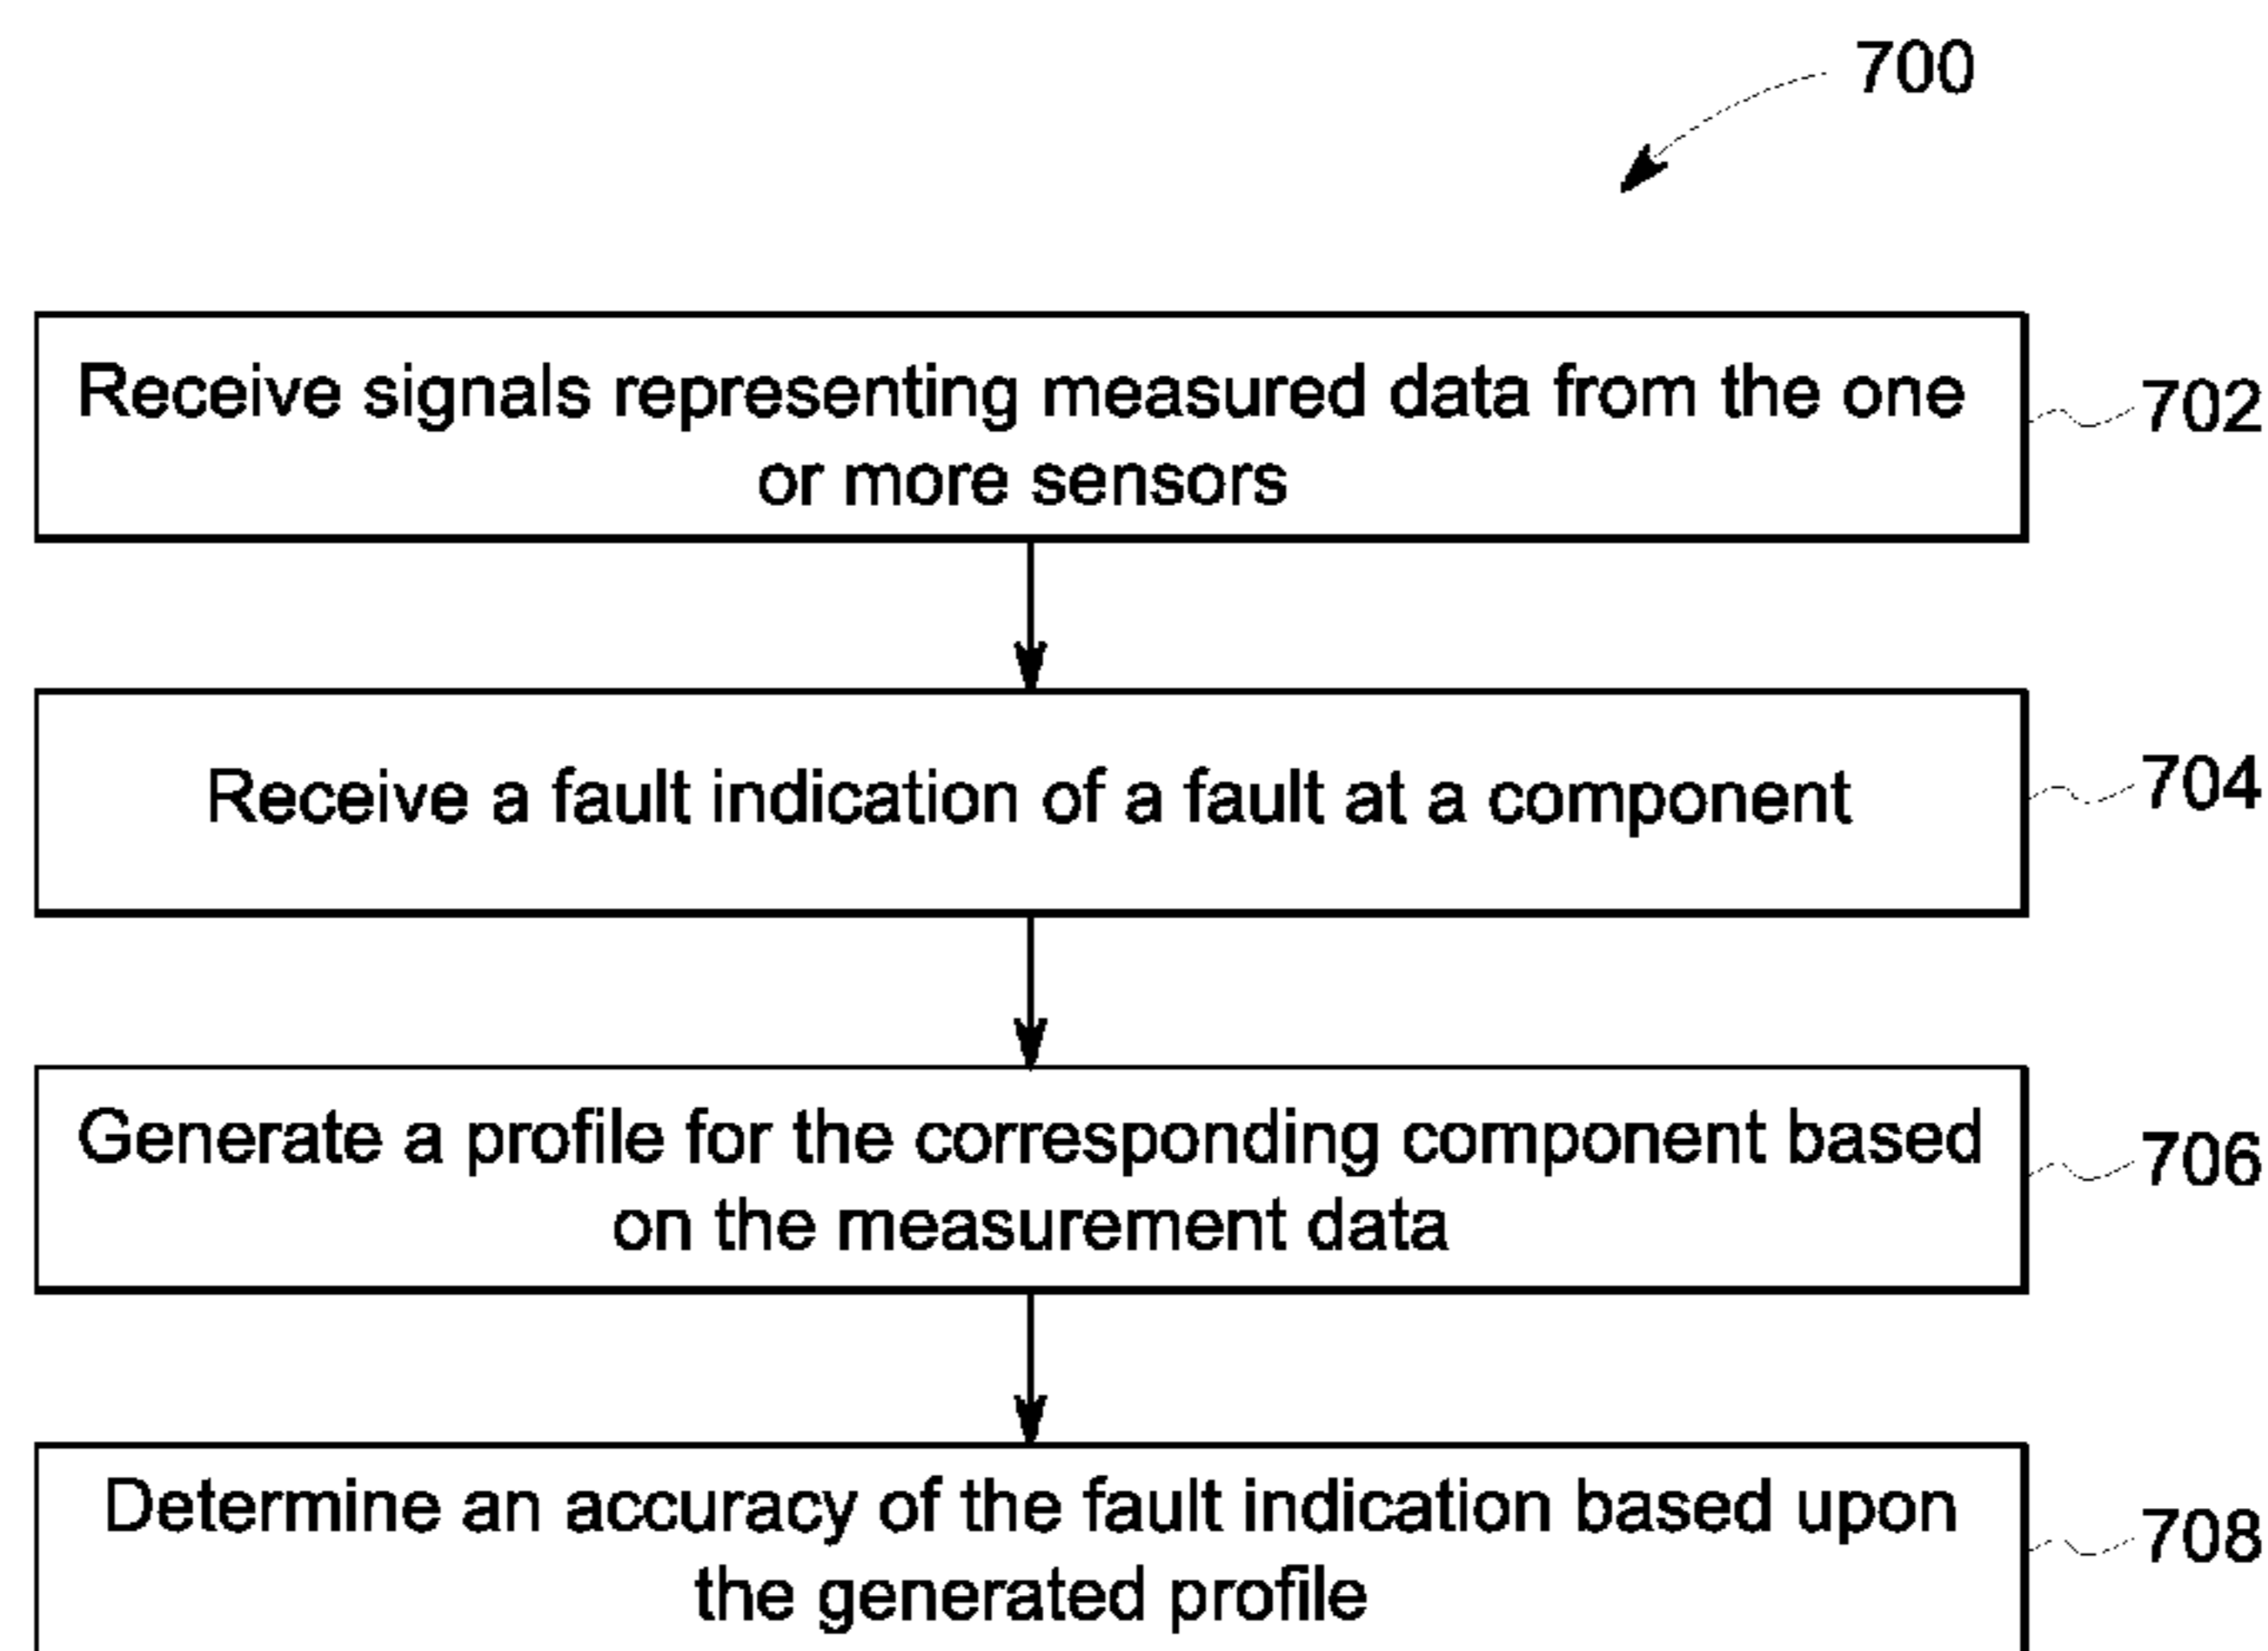 700
Receive signals representing measured data from the one
or more sensors
702
Receive a fault indication of a fault at a component
704
Generate a profile for the corresponding component based
on the measurement data
706
Determine an accuracy of the fault indication based upon
the generated profile
708